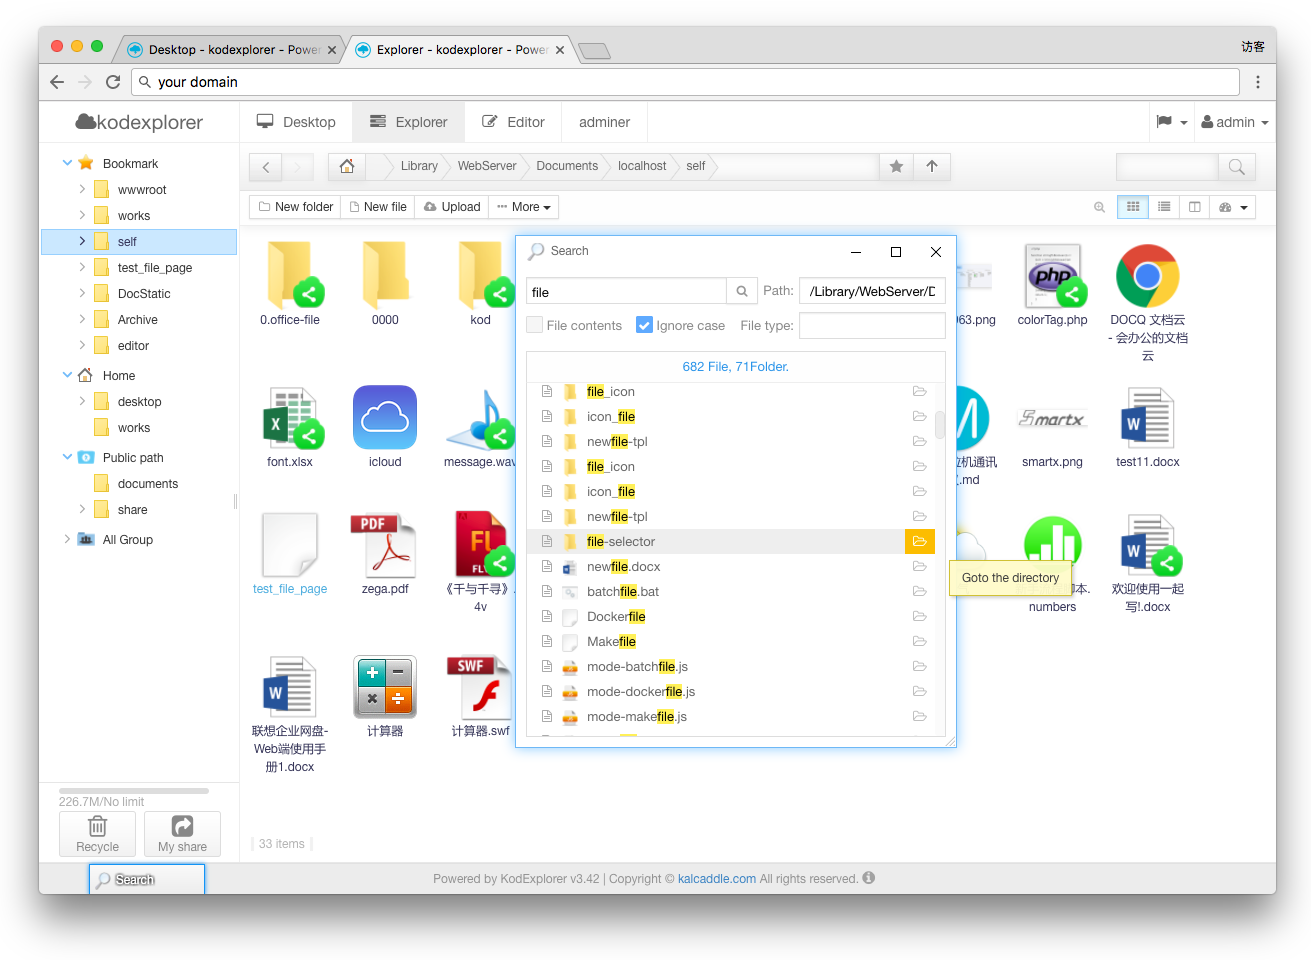 Desktop - kodexplorer - Power
Explorer - kodexplorer - Power
访客
your domain
kodexplorer
Desktop
Explorer
Editor
adminer
admin
Bookmark
wwwroot
works
self
test_file_page
DocStatic
Archive
editor
Home
desktop
works
Public path
documents
share
All Group
226.7M/No limit
Recycle
My share
Library
WebServer
Documents
localhost
self
New folder
New file
Upload
More
0.office-file
0000
kod
63.png
php
colorTag.php
DOCQ 文档云
- 会办公的文档
云
X
font.xlsx
icloud
message.wav
机通讯
.md
smartx
smartx.png
W
test11.docx
test_file_page
PDF
zega.pdf
FL
《千与千寻》.
4v
本.
numbers
W
欢迎使用一起
写!.docx
W
联想企业网盘-
Web端使用手
册1.docx
计算器
SWF
计算器.swf
33 items
Search
file
Path:
/Library/WebServer/D
File contents
Ignore case
File type:
682 File, 71Folder.
file_icon
icon_file
newfile-tpl
file_icon
icon_file
newfile-tpl
file-selector
newfile.docx
batchfile.bat
Dockerfile
Makefile
mode-batchfile.js
mode-dockerfile.js
mode-makefile.js
Goto the directory
Search
Powered by KodExplorer v3.42 | Copyright © kalcaddle.com All rights reserved.